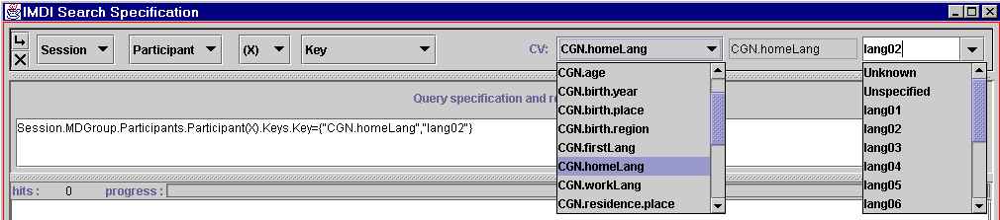 IMDI Search Specification
Session Participant (X) Key CV: CGN.homeLang CGN.homeLang lang02
CGN.age
CGN.birth.year
CGN.birth.place
CGN.birth.region
CGN.firstLang
CGN.homeLang
CGN.workLang
CGN.residence.place
Unknown
Unspecified
lang01
lang02
lang03
lang04
lang05
lang06
Query specification and
Session.MDGroup.Participants.Participant(X).Keys.Key={"CGN.homeLang","lang02"}
hits : 0 progress :